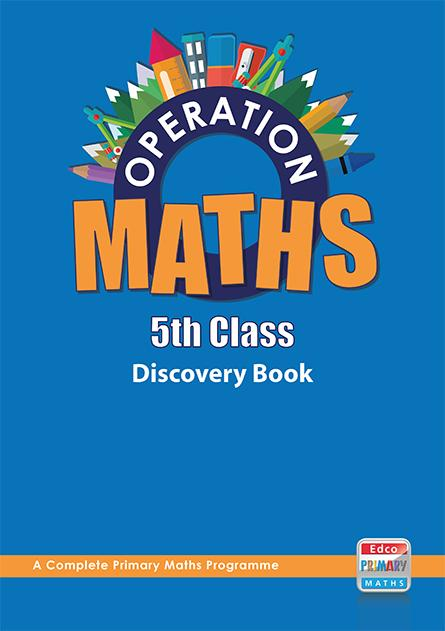 OPERATION
MATHS
5th Class
Discovery Book
A Complete Primary Maths Programme
Edco
PRIMARY
MATHS